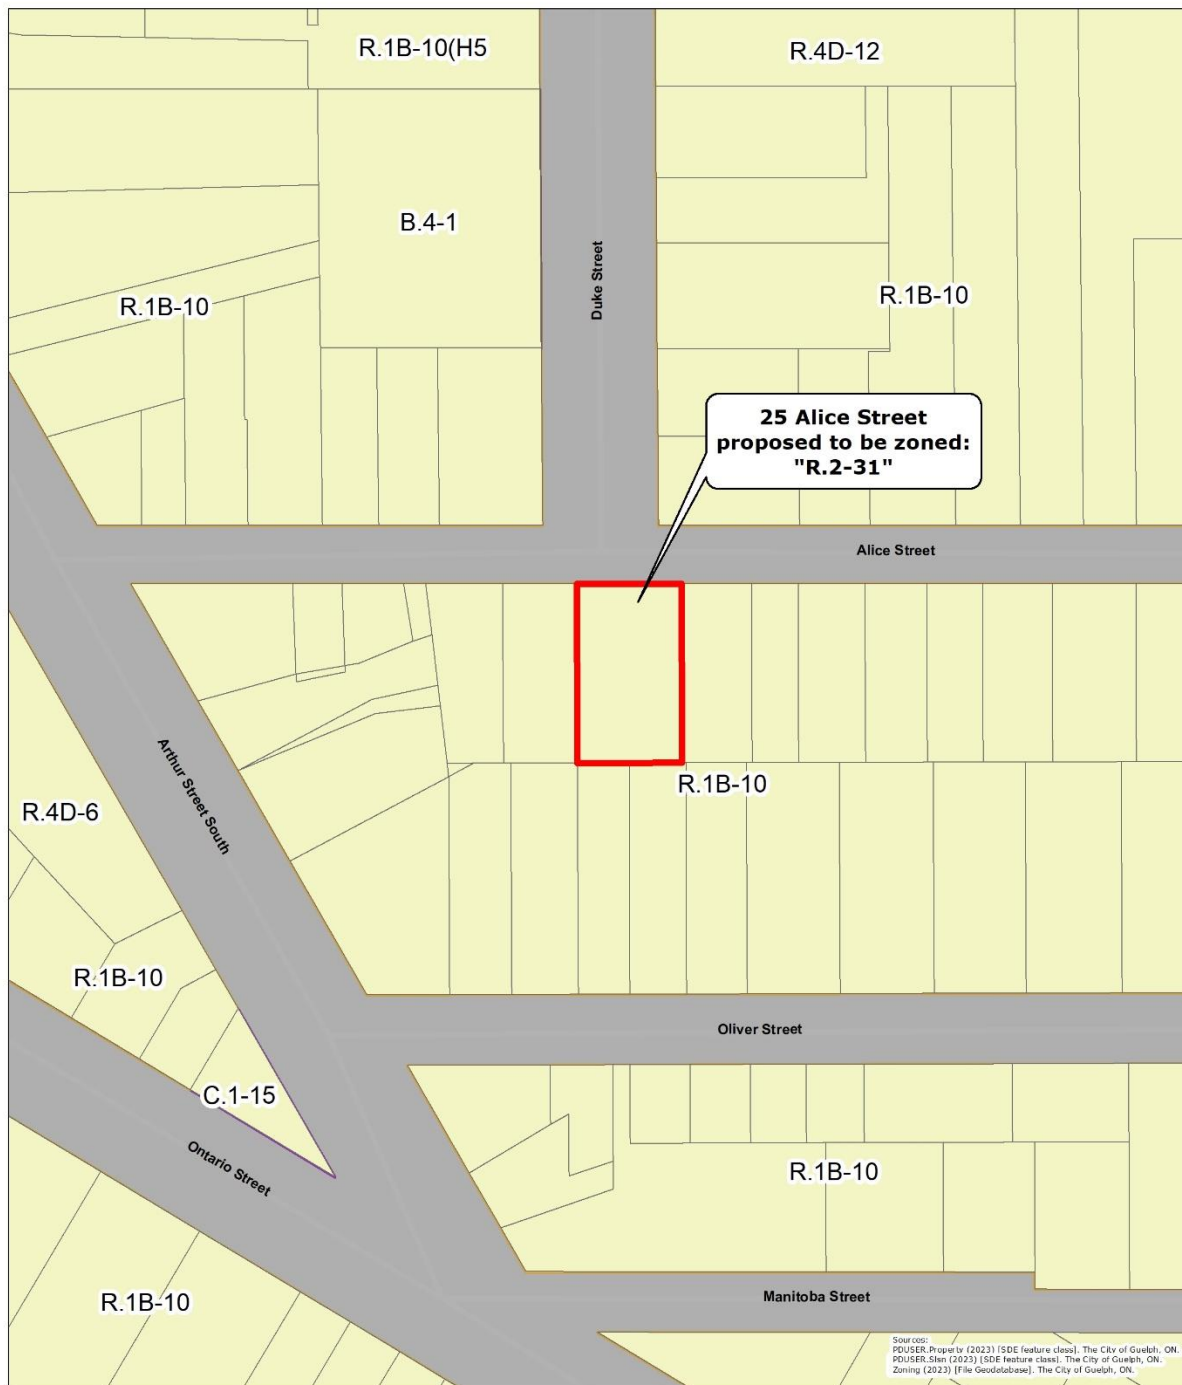 R.1B-10(H5
R.4D-12
B.4-1
Duke Street
R.1B-10
R.1B-10
25 Alice Street
proposed to be zoned:
"R.2-31"
Alice Street
Arthur Street South
R.1B-10
R.4D-6
R.1B-10
Oliver Street
C.1-15
Ontario Street
R.1B-10
R.1B-10
Manitoba Street
Sources:
PDUSER.Property (2023) [SDE feature class]. The City of Guelph, ON.
PDUSER.Slsn (2023) [SDE feature class]. The City of Guelph, ON.
Zoning (2023) [File Geodatabase]. The City of Guelph, ON.